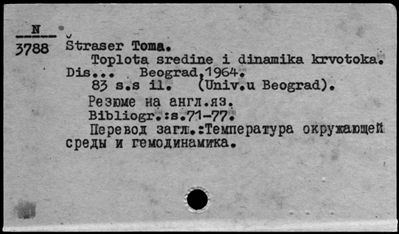 N
3788
Štraser Toma.
Toplota sredine i dinamika krvotoka.
Dis... Beograd,1964.
83 s.s il. (Univ.u Beograd).
Резюме на англ.яз.
Bibliogr.:s.71-77.
Перевод загл.:Температура окружающей
среды и гемодинамика.